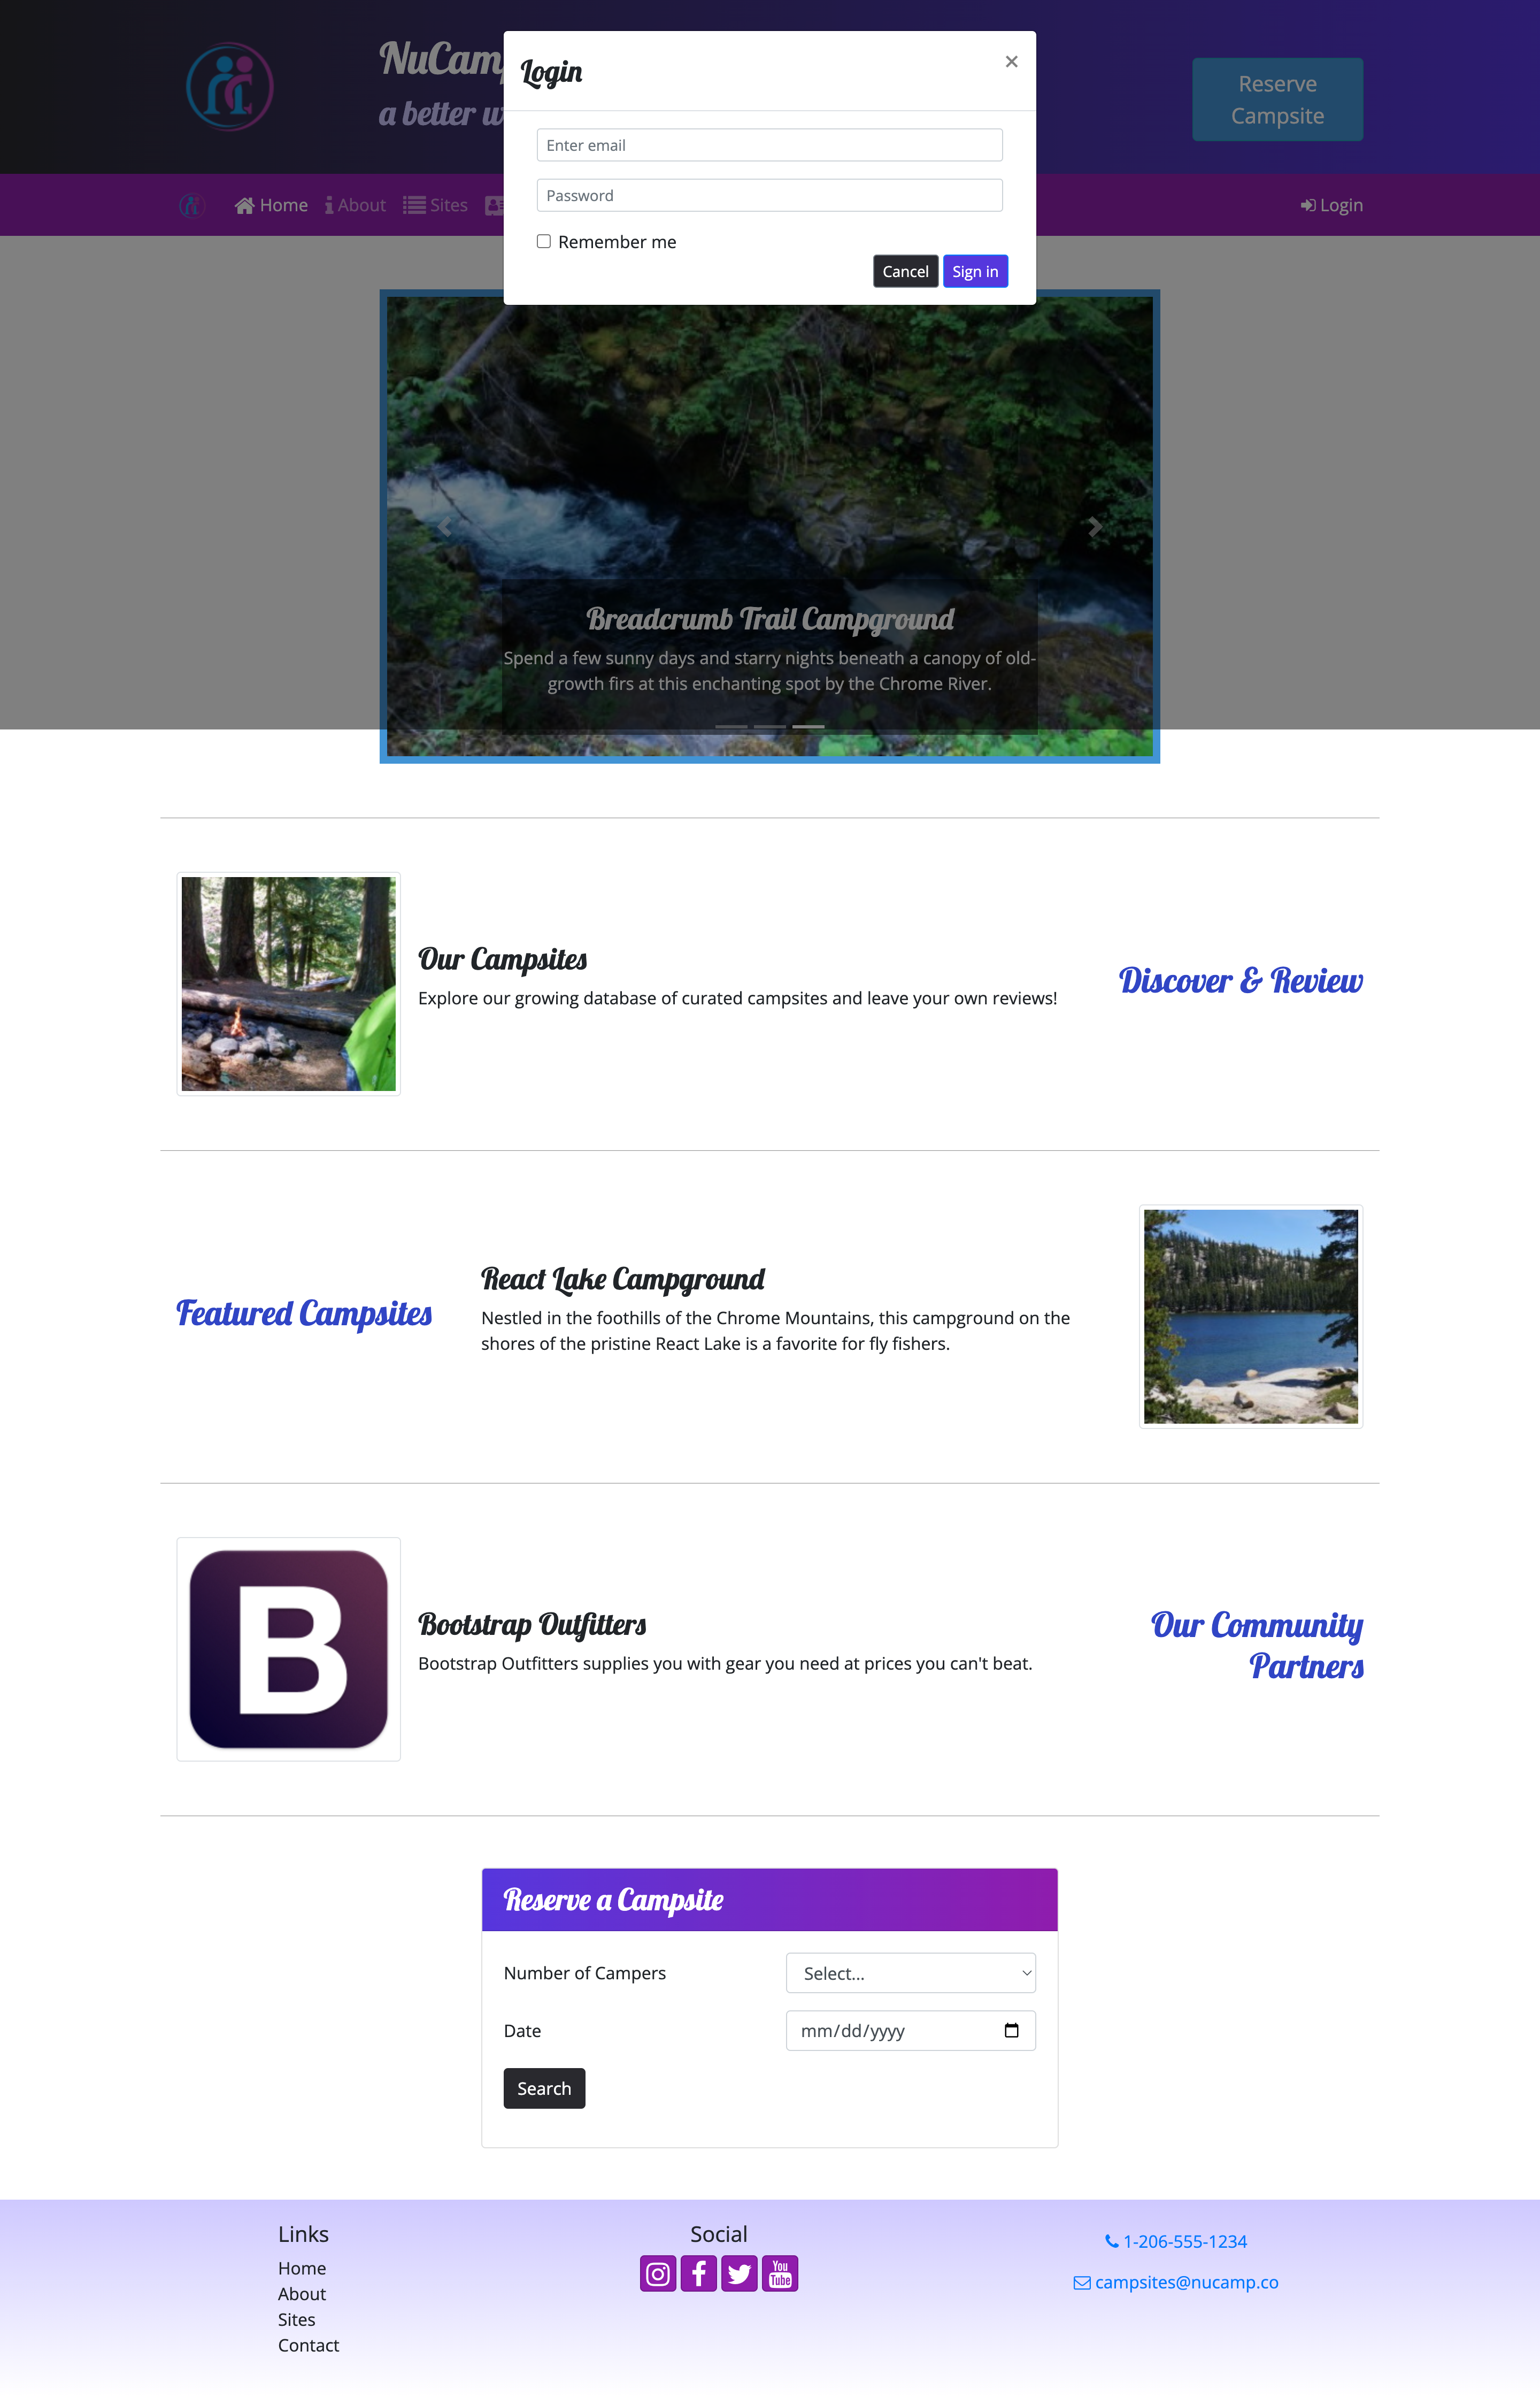 NuCam
a better w
Reserve
Campsite
Login
×
Enter email
Password
Remember me
Cancel
Sign in
Home
About
Sites
Login
Breadcrumb Trail Campground
Spend a few sunny days and starry nights beneath a canopy of old-
growth firs at this enchanting spot by the Chrome River.
Our Campsites
Explore our growing database of curated campsites and leave your own reviews!
Discover & Review
Featured Campsites
React Lake Campground
Nestled in the foothills of the Chrome Mountains, this campground on the
shores of the pristine React Lake is a favorite for fly fishers.
B
Bootstrap Outfitters
Bootstrap Outfitters supplies you with gear you need at prices you can't beat.
Our Community
Partners
Reserve a Campsite
Number of Campers
Select...
Date
mm/dd/yyyy
Search
Links
Home
About
Sites
Contact
Social
You
Tube
1-206-555-1234
campsites@nucamp.co